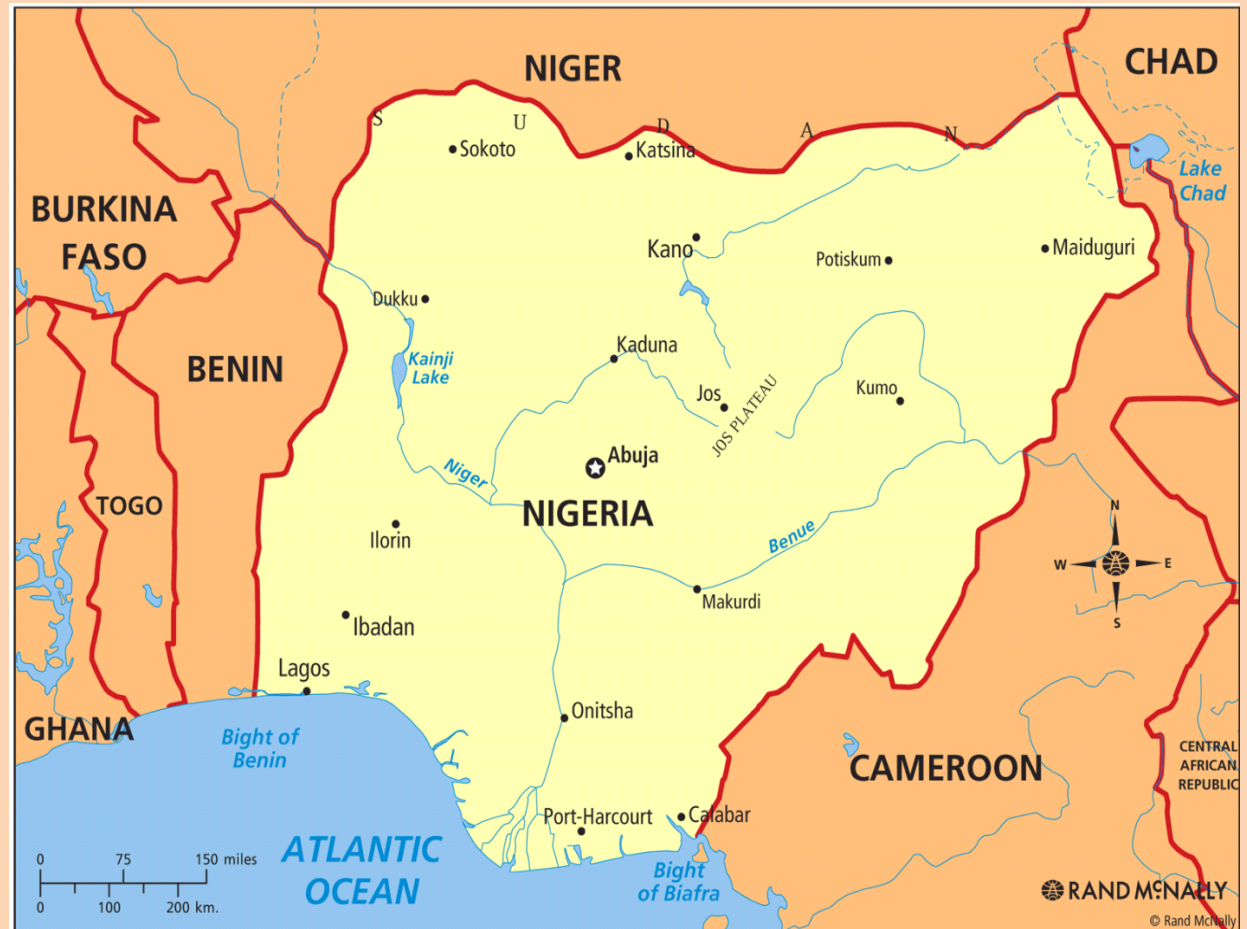 NIGER
CHAD
S U D A N
Sokoto
Katsina
Lake
Chad
BURKINA
FASO
Kano
Potiskum
Maiduguri
Dukku
Kainji
Lake
Kaduna
BENIN
Jos
JOS PLATEAU
Kumo
Abuja
Niger
TOGO
NIGERIA
Ilorin
Benue
N
W
E
S
Makurdi
Ibadan
Lagos
Onitsha
GHANA
Bight of
Benin
CAMEROON
CENTRAL
AFRICAN
REPUBLIC
Port-Harcourt
Calabar
ATLANTIC
OCEAN
Bight
of Biafra
0 75 150 miles
0 100 200 km.
RAND McNALLY
© Rand McNally